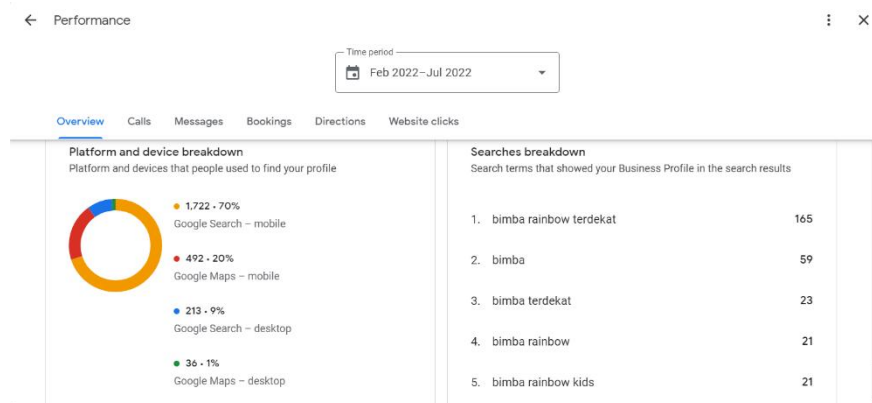 Performance
Time period
Feb 2022–Jul 2022
Overview Calls Messages Bookings Directions Website clicks
Platform and device breakdown
Platform and devices that people used to find your profile
1,722 • 70%
Google Search – mobile
492 • 20%
Google Maps – mobile
213 • 9%
Google Search – desktop
36 • 1%
Google Maps – desktop
Searches breakdown
Search terms that showed your Business Profile in the search results
1. bimba rainbow terdekat 165
2. bimba 59
3. bimba terdekat 23
4. bimba rainbow 21
5. bimba rainbow kids 21